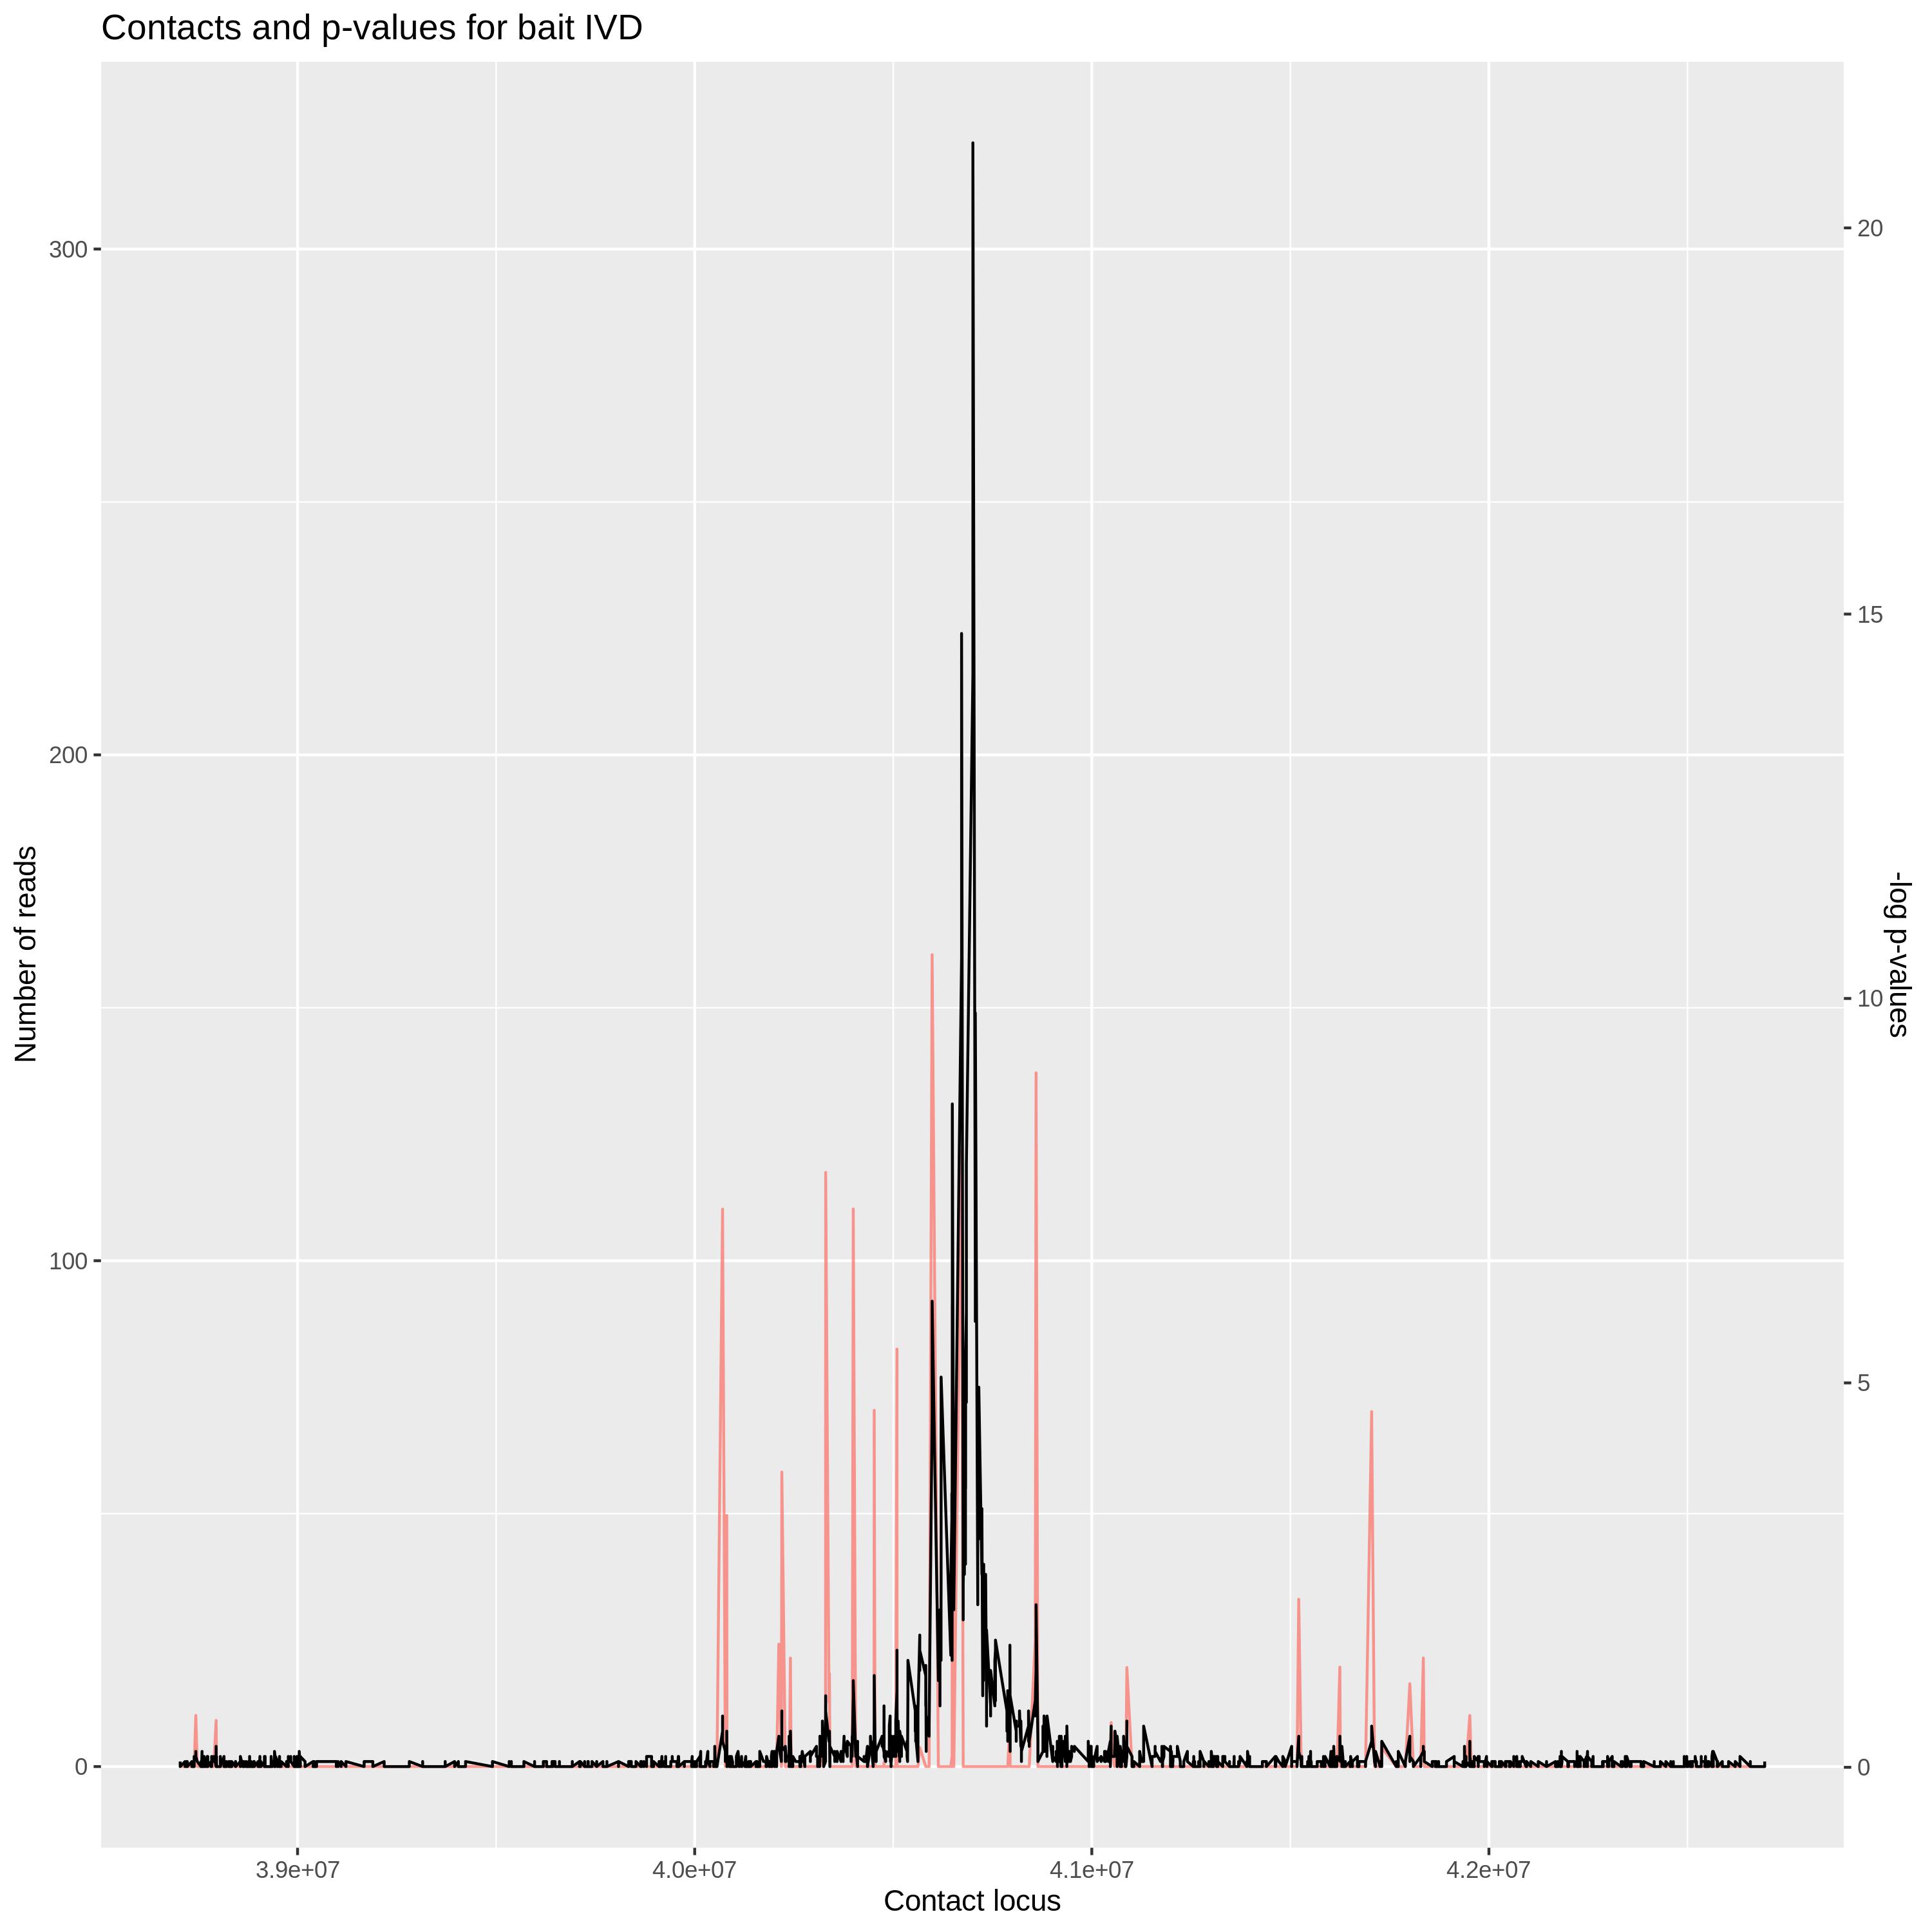 Contacts and p-values for bait IVD
300
200
100
0
Number of reads
20
15
10
5
0
-log p-values
3.9e+07 4.0e+07 4.1e+07 4.2e+07
Contact locus